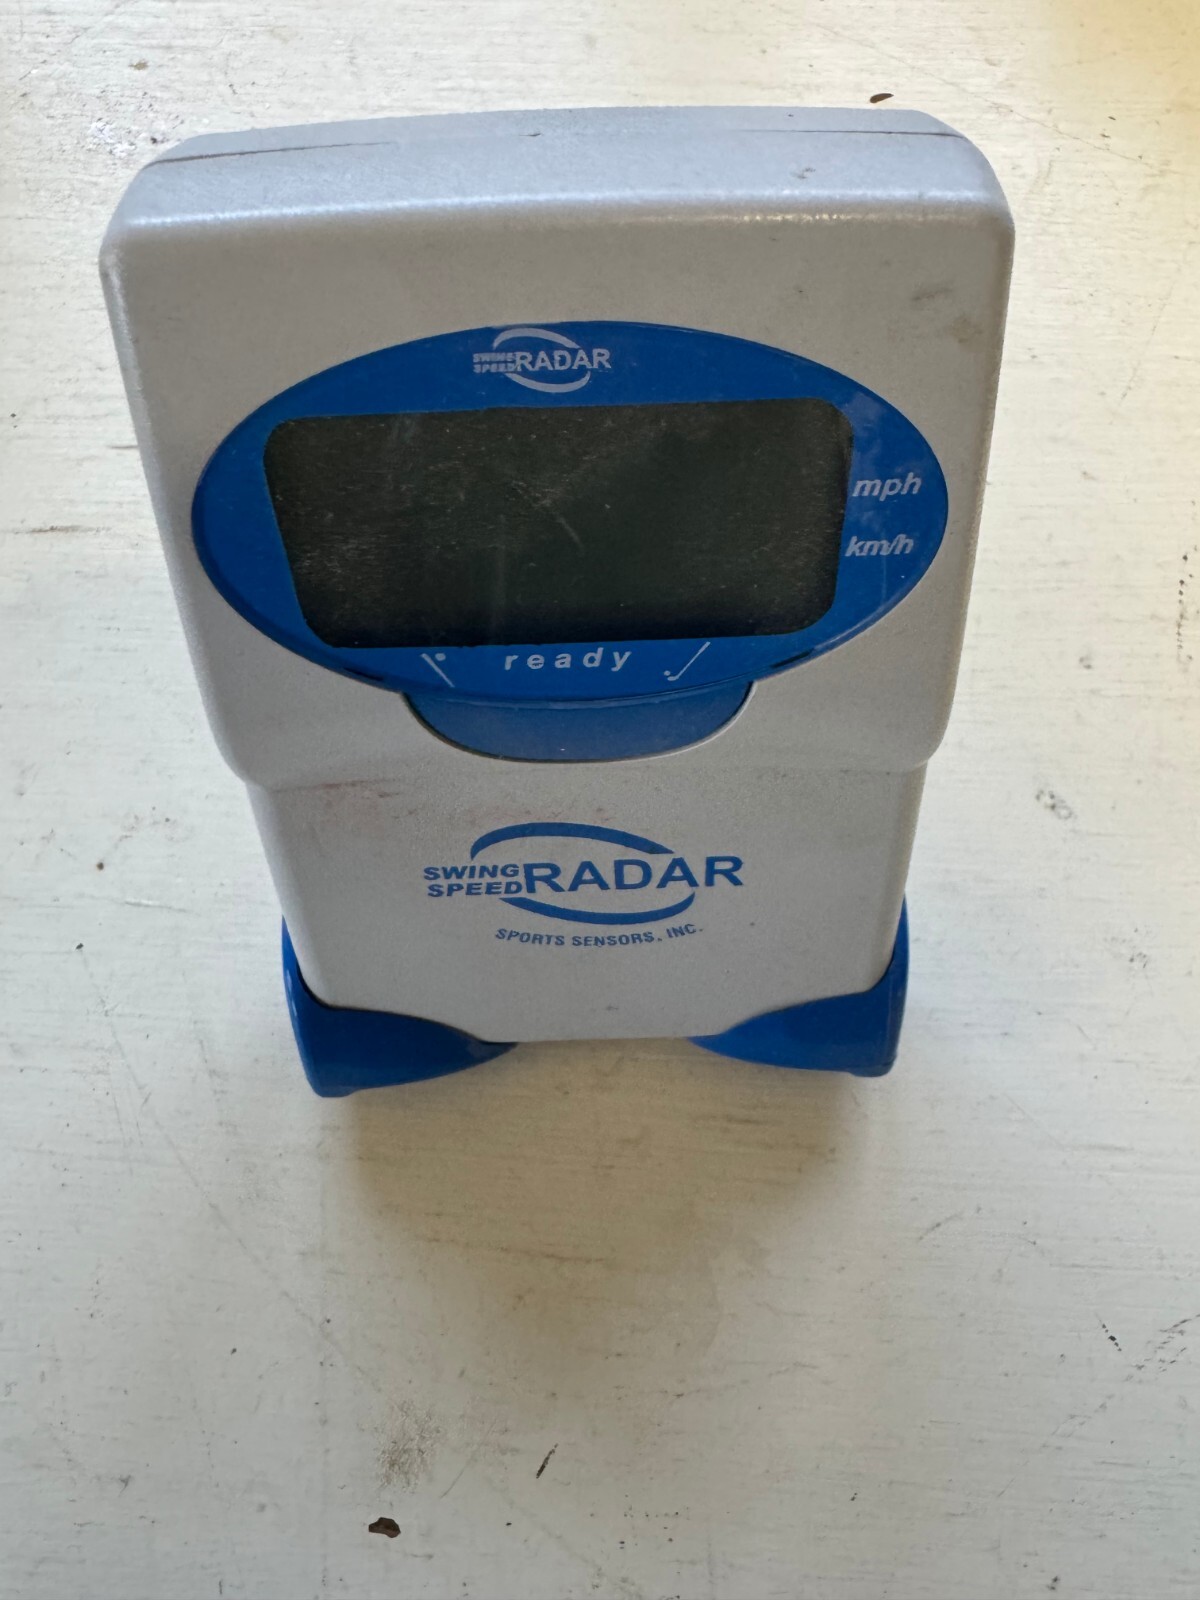 SWING
SPEED RADAR
mph
km/h
ready
SWING
SPEED RADAR
SPORTS SENSORS, INC.